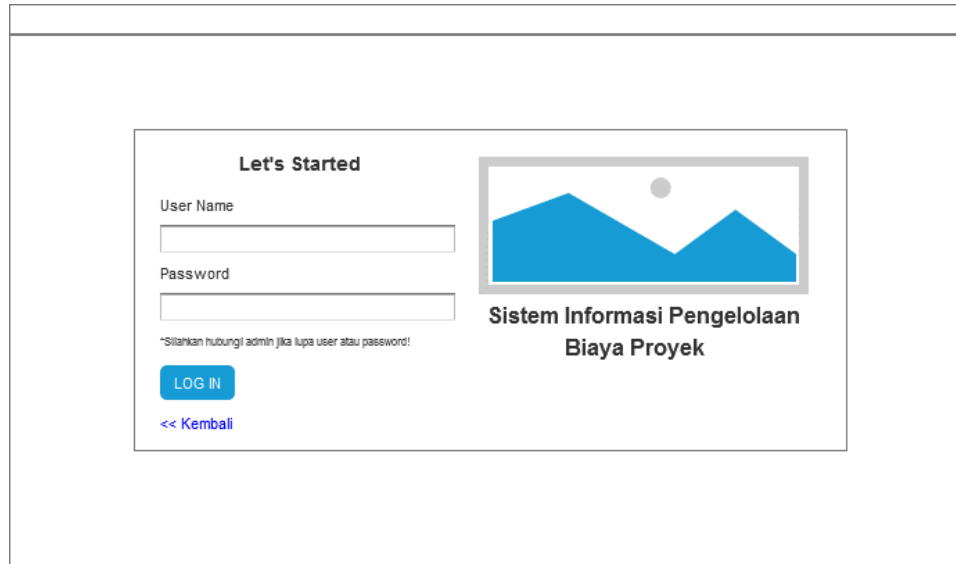 Let's Started
User Name
Password
*Silahkan hubungi admin jika lupa user atau password!
LOG IN
<< Kembali
Sistem Informasi Pengelolaan
Biaya Proyek